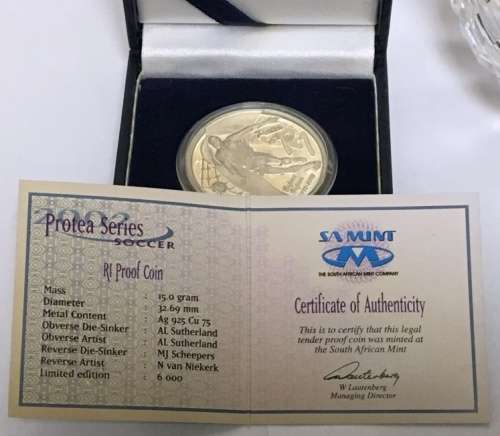 2002
Protea Series
SOCCER
R1 Proof Coin
Mass : 15.0 gram
Diameter : 32.69 mm
Metal Content : Ag 925 Cu 75
Obverse Die-Sinker : AL Sutherland
Obverse Artist : AL Sutherland
Reverse Die-Sinker : MJ Scheepers
Reverse Artist : N van Niekerk
Limited edition : 6 000
SA MINT
M
THE SOUTH AFRICAN MINT COMPANY
Certificate of Authenticity
This is to certify that this legal
tender proof coin was minted at
the South African Mint
W Lautenberg
Managing Director